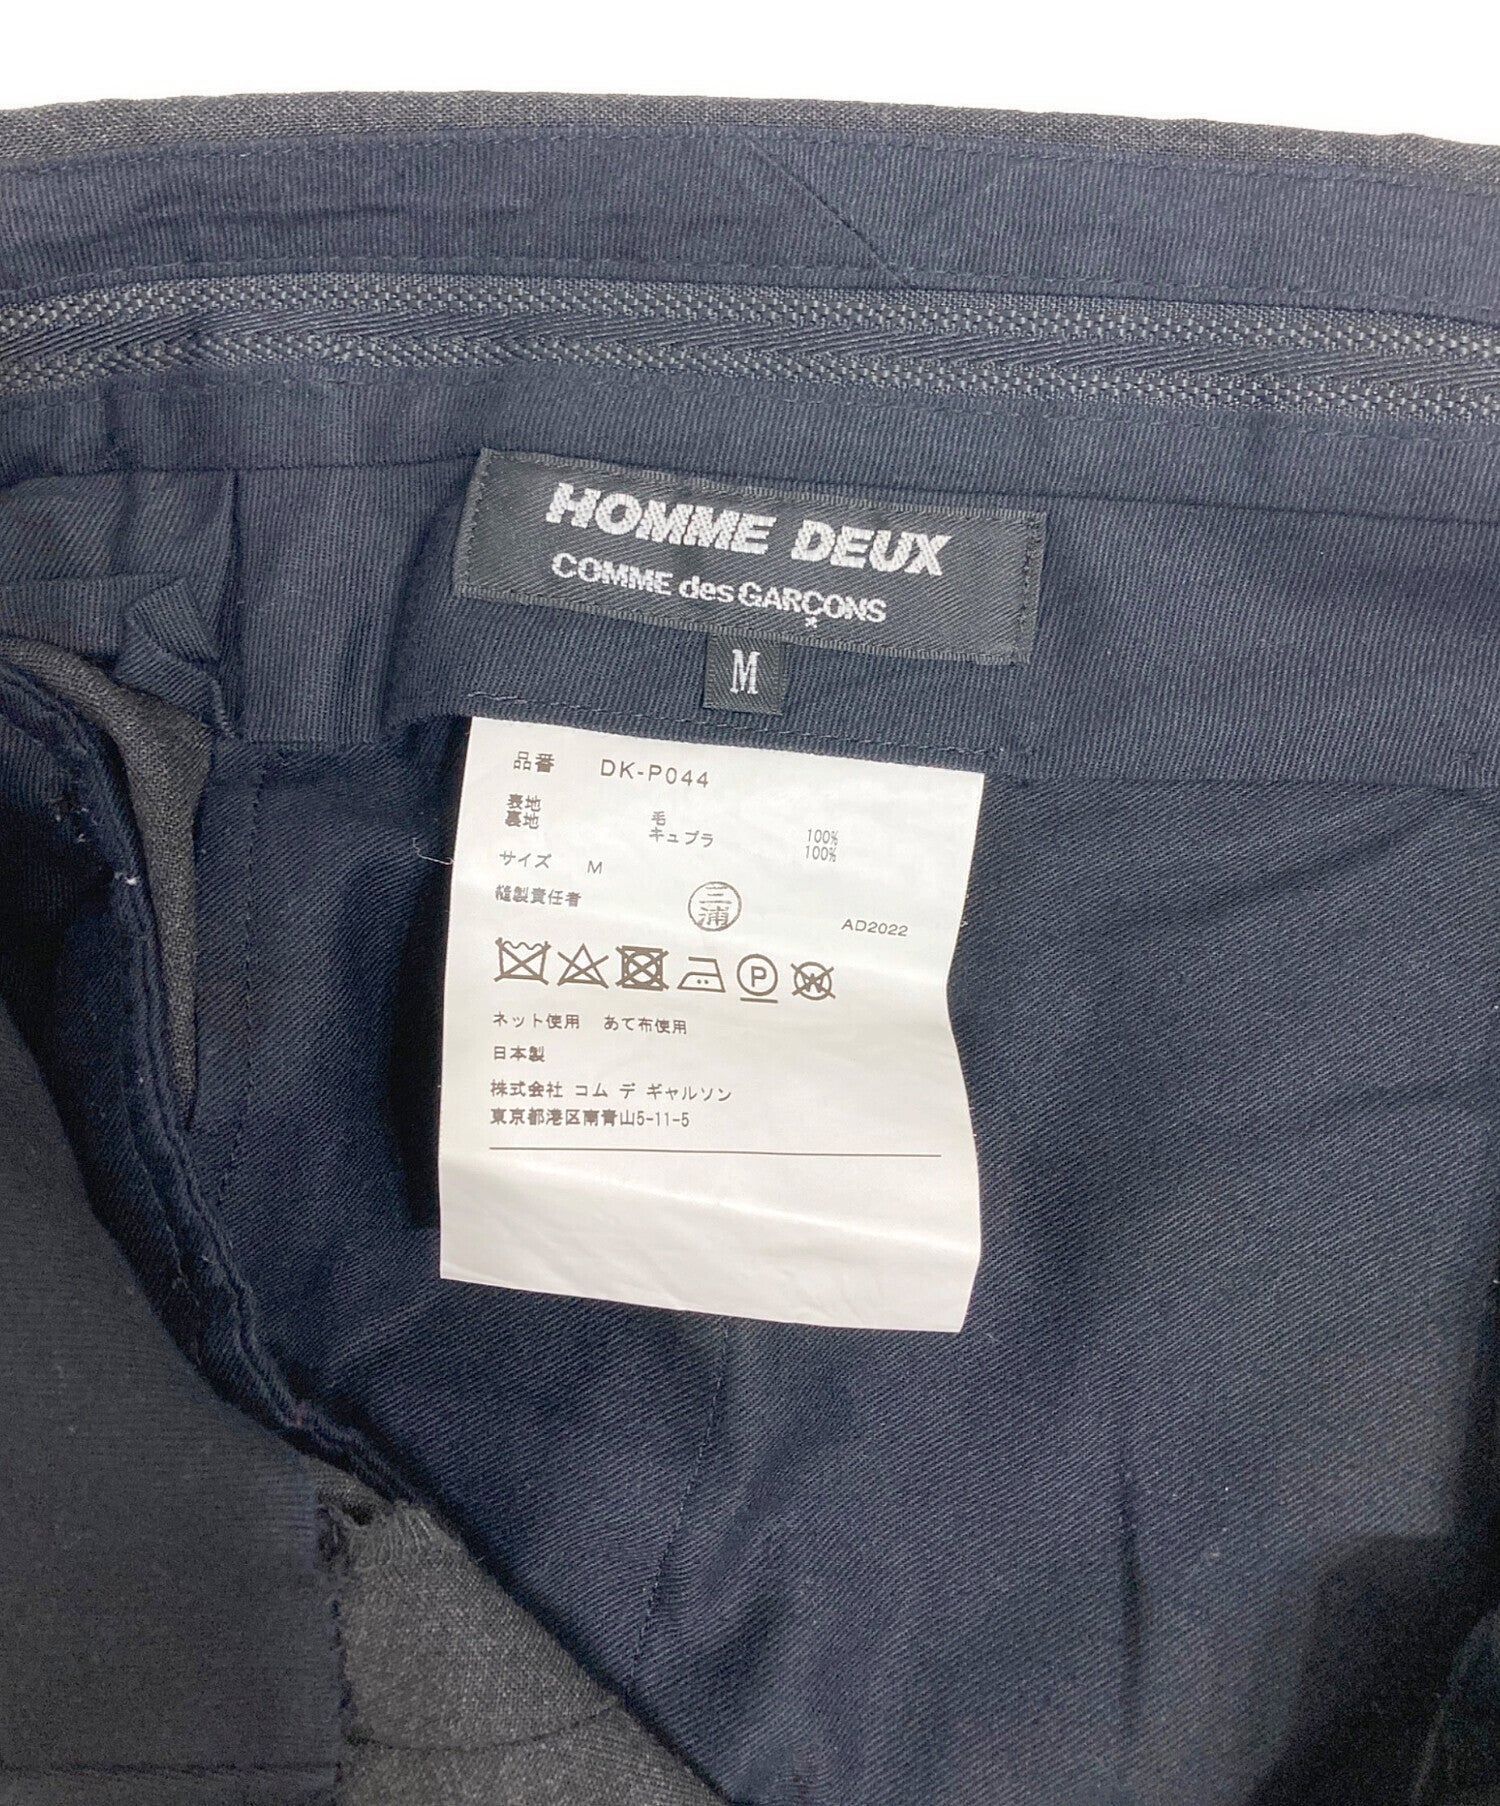 HOMME DEUX
COMME des GARÇONS
M
品番 DK-P044
表地 毛 100%
裏地 キュプラ 100%
サイズ M
縫製責任者 三浦 AD2022
P W
ネット使用 あて布使用
日本製
株式会社 コム デ ギャルソン
東京都港区南青山5-11-5